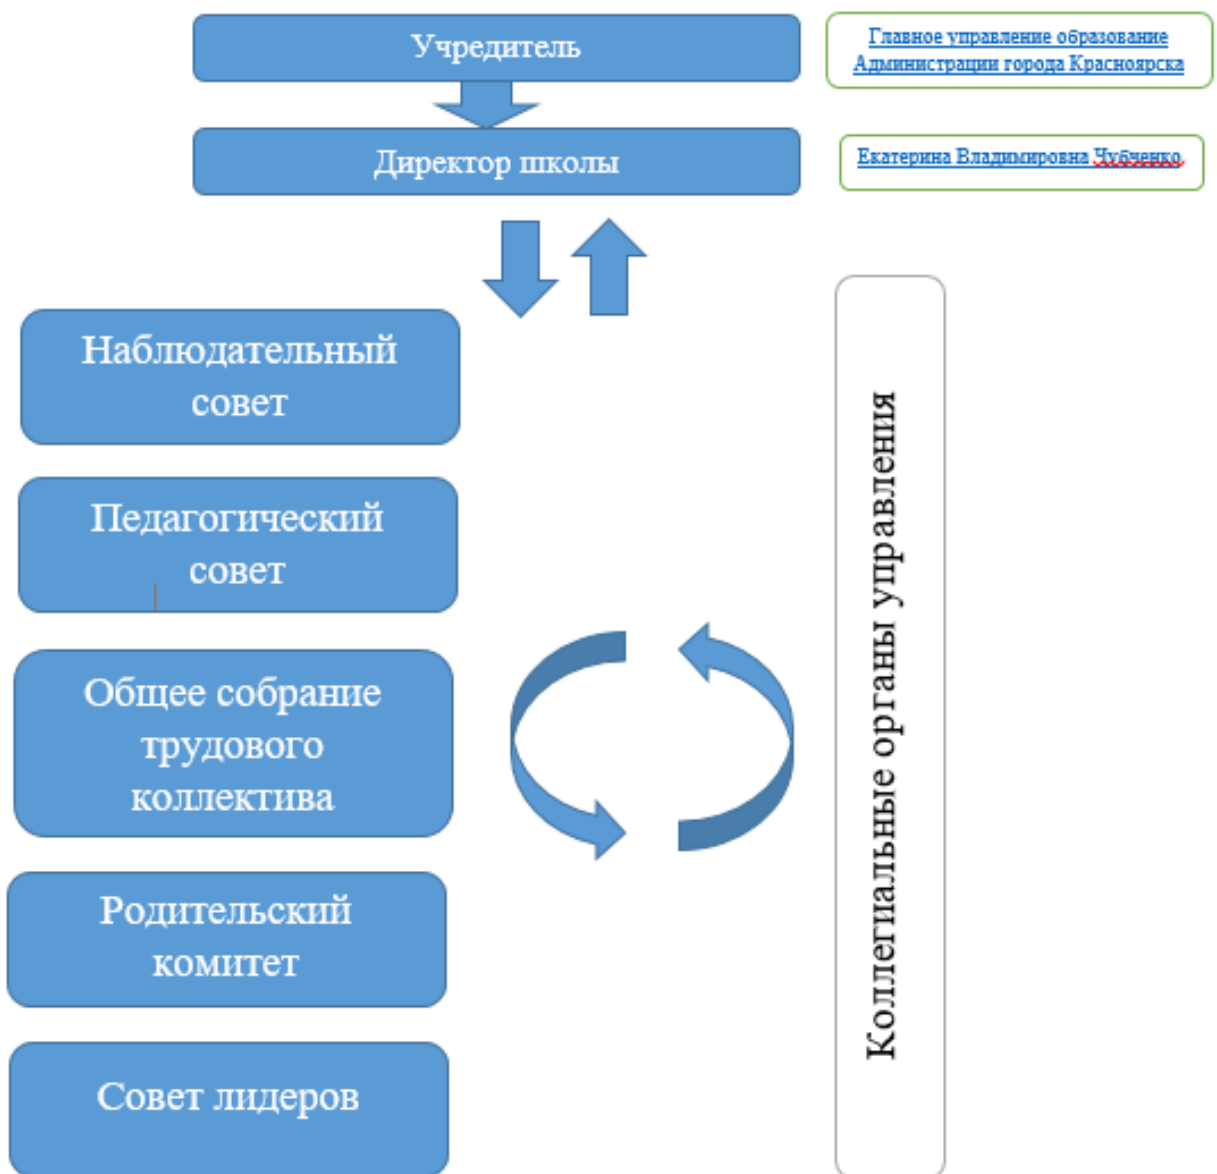 Учредитель
Главное управление образование
Администрации города Красноярска
Директор школы
Екатерина Владимировна Чубченко
Наблюдательный
совет
Педагогический
совет
Общее собрание
трудового
коллектива
Родительский
комитет
Совет лидеров
Коллегиальные органы управления